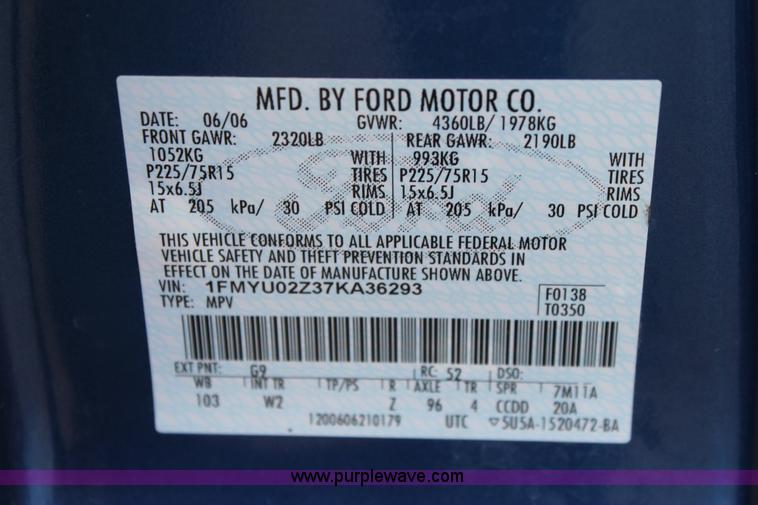 MFD. BY FORD MOTOR CO.
DATE: 06/06 GVWR: 4360LB/ 1978KG
FRONT GAWR: 2320LB REAR GAWR: 2190LB
1052KG WITH 993KG WITH
P225/75R15 TIRES P225/75R15 TIRES
15x6.5J RIMS 15x6.5J RIMS
AT 205 kPa/ 30 PSI COLD AT 205 kPa/ 30 PSI COLD
Ford
THIS VEHICLE CONFORMS TO ALL APPLICABLE FEDERAL MOTOR
VEHICLE SAFETY AND THEFT PREVENTION STANDARDS IN
EFFECT ON THE DATE OF MANUFACTURE SHOWN ABOVE.
VIN: 1FMYU02Z37KA36293 F0138
TYPE: MPV T0350
EXT PNT: G9 RC: 52 DSO:
WB INT TR TP/PS R AXLE TR SPR 7M11A
103 W2 Z 96 4 CCDD 20A
1200606210179 UTC ▽5U5A-1520472-BA
www.purplewave.com